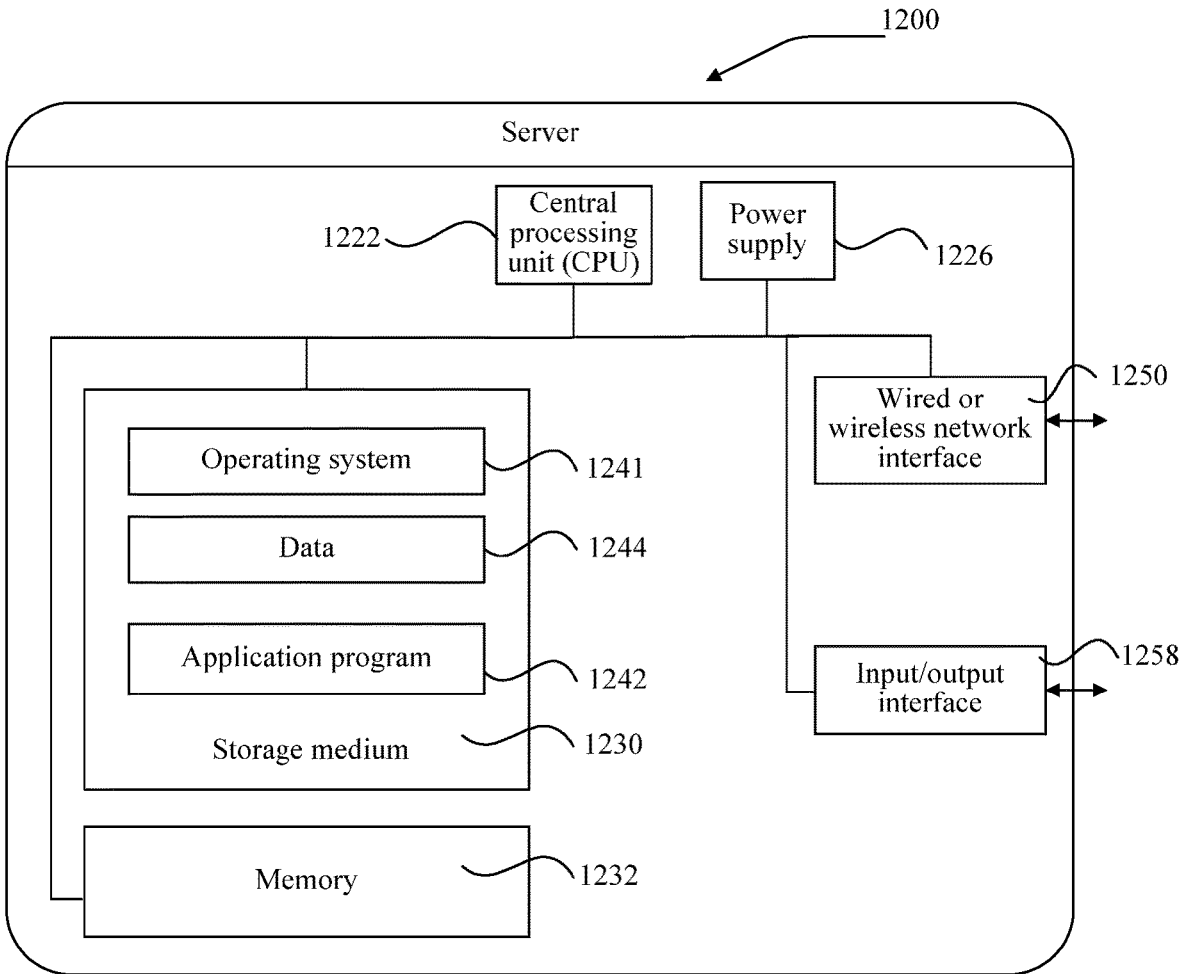 1200
Server
Central
processing
unit (CPU)
1222
Power
supply
1226
Wired or
wireless network
interface
1250
Operating system
1241
Data
1244
Application program
1242
Storage medium
1230
Input/output
interface
1258
Memory
1232